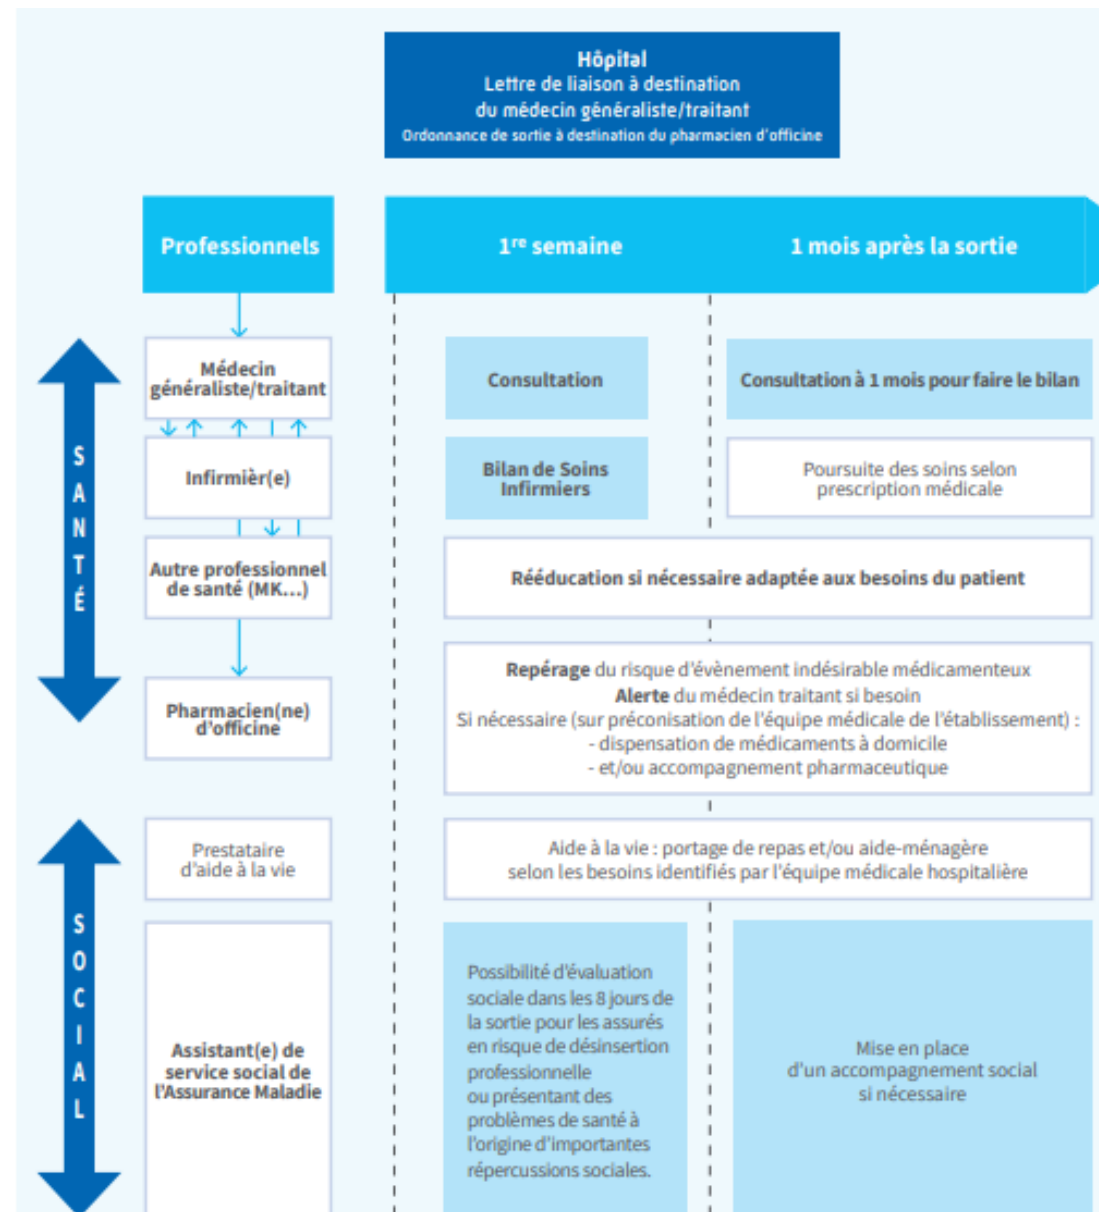 Hôpital
Lettre de liaison à destination
du médecin généraliste/traitant
Ordonnance de sortie à destination du pharmacien d'officine
Professionnels
1re semaine
1 mois après la sortie
SANTÉ
Médecin
généraliste/traitant
Consultation
Consultation à 1 mois pour faire le bilan
Infirmièr(e)
Bilan de Soins
Infirmiers
Poursuite des soins selon
prescription médicale
Autre professionnel
de santé (MK...)
Rééducation si nécessaire adaptée aux besoins du patient
Pharmacien(ne)
d'officine
Repérage du risque d'évènement indésirable médicamenteux
Alerte du médecin traitant si besoin
Si nécessaire (sur préconisation de l'équipe médicale de l'établissement) :
- dispensation de médicaments à domicile
- et/ou accompagnement pharmaceutique
SOCIAL
Prestataire
d'aide à la vie
Aide à la vie : portage de repas et/ou aide-ménagère
selon les besoins identifiés par l'équipe médicale hospitalière
Assistant(e) de
service social de
l'Assurance Maladie
Possibilité d'évaluation
sociale dans les 8 jours de
la sortie pour les assurés
en risque de désinsertion
professionnelle
ou présentant des
problèmes de santé à
l'origine d'importantes
répercussions sociales.
Mise en place
d'un accompagnement social
si nécessaire